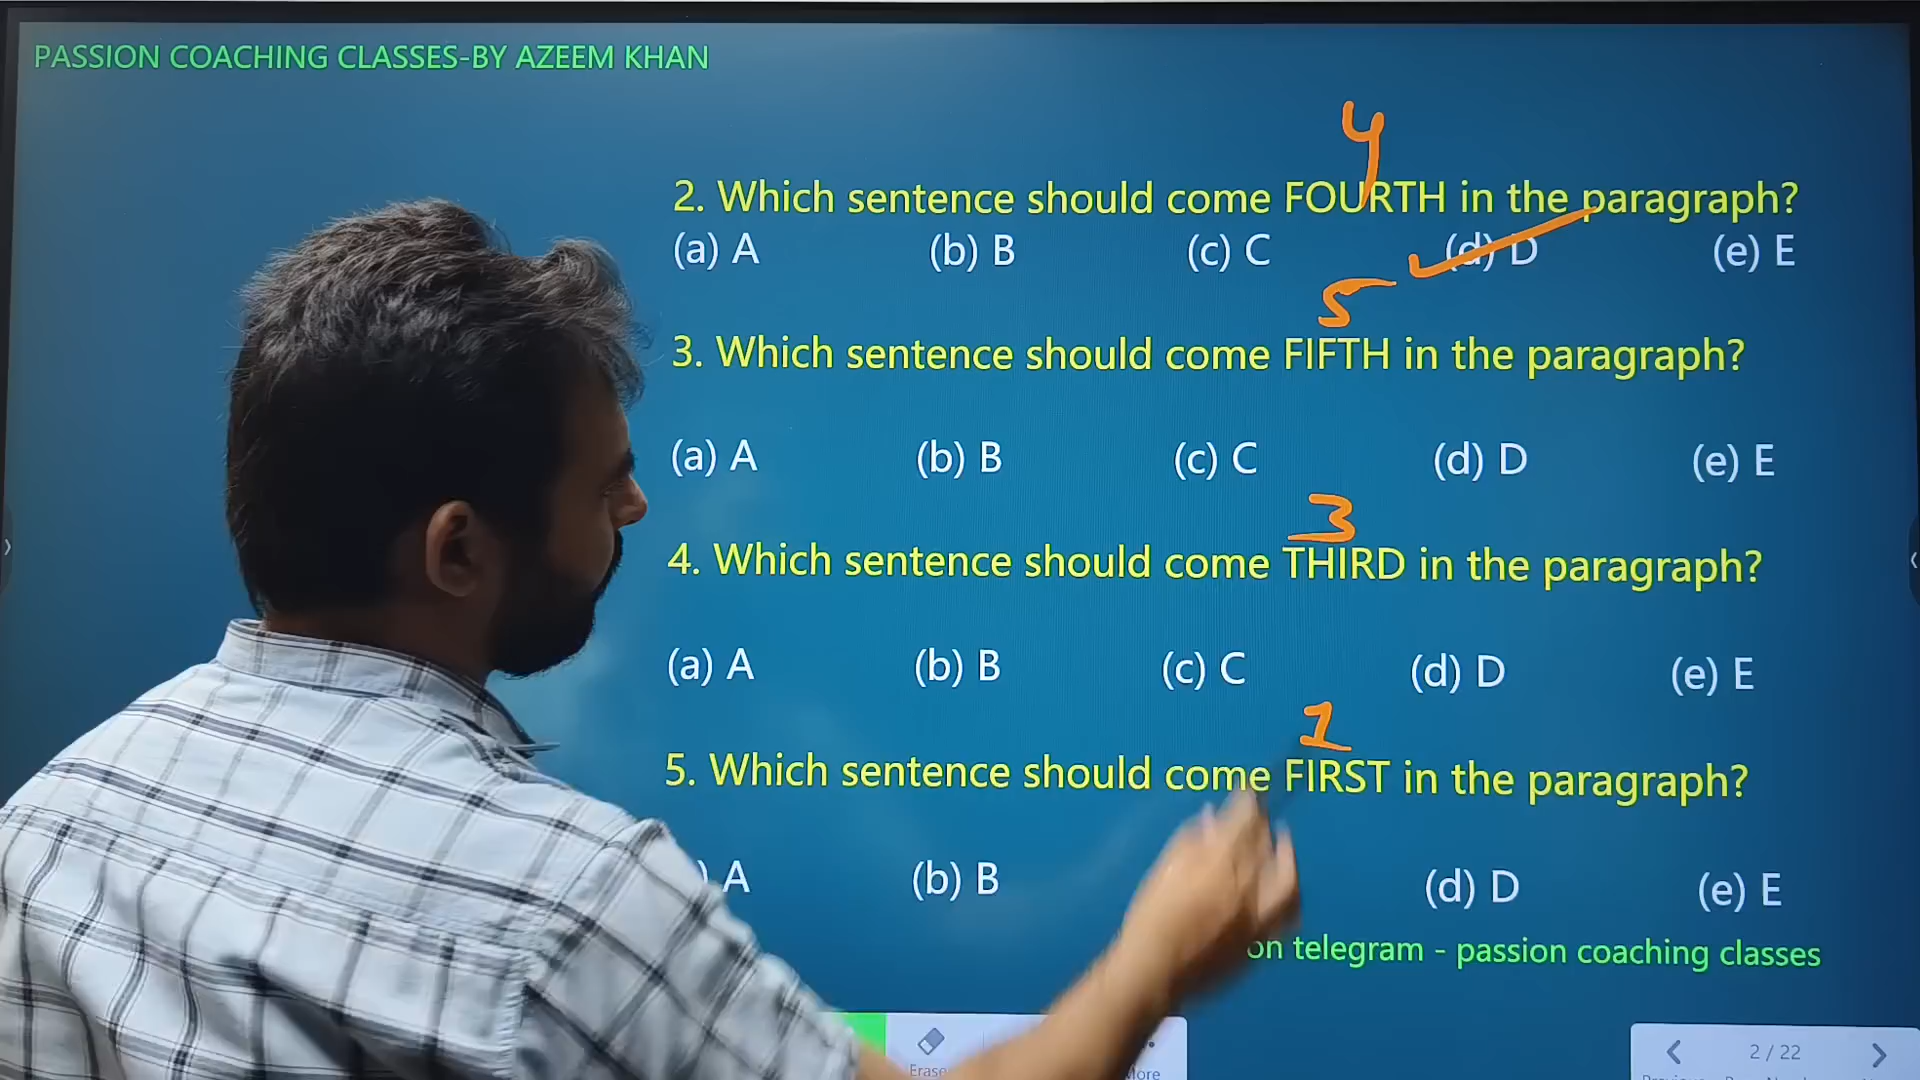 PASSION COACHING CLASSES-BY AZEEM KHAN
4
2. Which sentence should come FOURTH in the paragraph?
(a) A (b) B (c) C (d) D (e) E
5
3. Which sentence should come FIFTH in the paragraph?
(a) A (b) B (c) C (d) D (e) E
3
4. Which sentence should come THIRD in the paragraph?
(a) A (b) B (c) C (d) D (e) E
1
5. Which sentence should come FIRST in the paragraph?
) A (b) B (d) D (e) E
on telegram - passion coaching classes
2 / 22